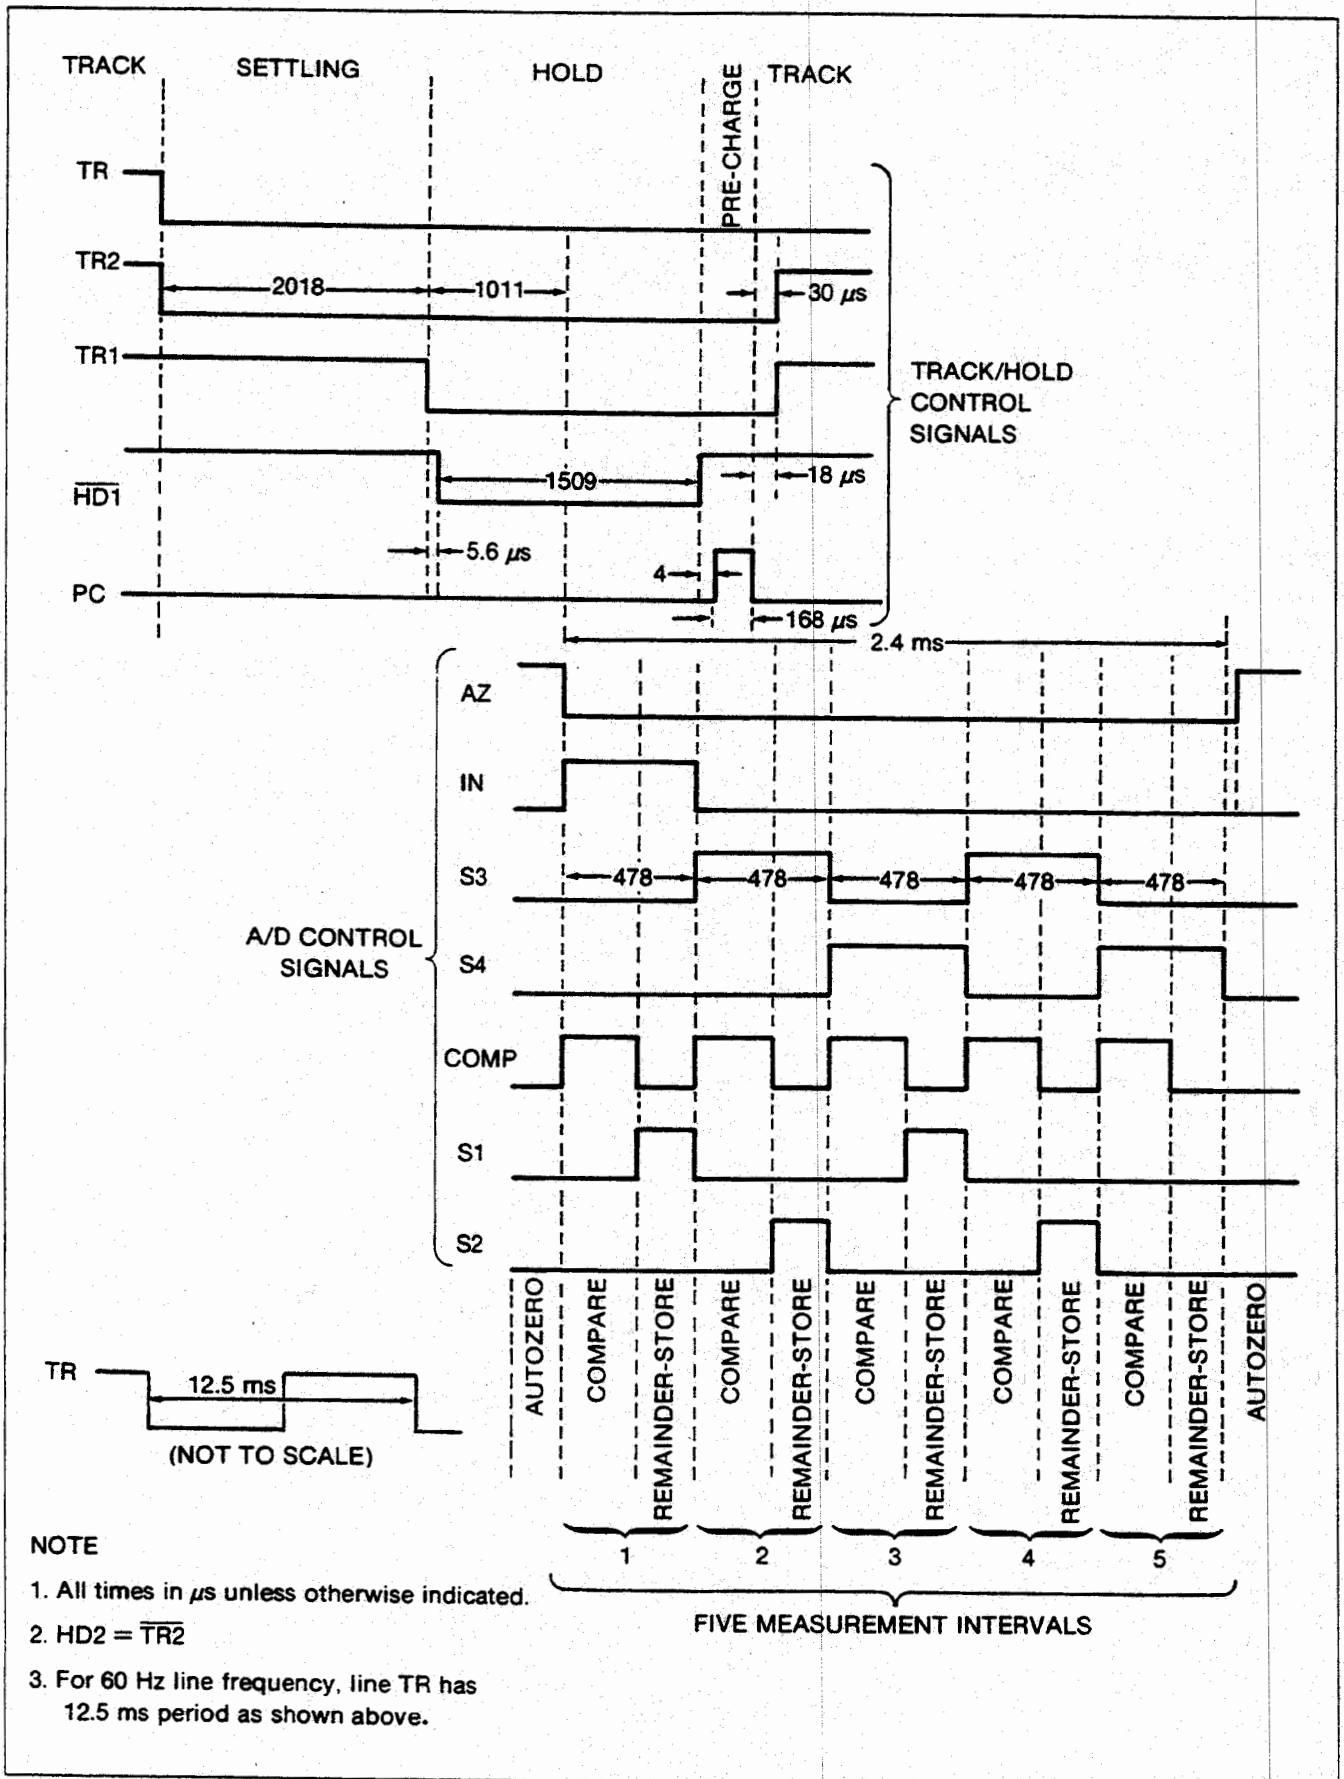 TRACK SETTLING HOLD PRE-CHARGE TRACK
TR
TR2
2018 1011 30 μs
TR1
TRACK/HOLD
CONTROL
SIGNALS
H̅D̅1̅
1509 18 μs
5.6 μs
PC
4
168 μs
2.4 ms
AZ
IN
S3
478 478 478 478 478
A/D CONTROL
SIGNALS
S4
COMP
S1
S2
AUTOZERO COMPARE REMAINDER-STORE COMPARE REMAINDER-STORE COMPARE REMAINDER-STORE COMPARE REMAINDER-STORE COMPARE REMAINDER-STORE AUTOZERO
TR
12.5 ms
(NOT TO SCALE)
1 2 3 4 5
FIVE MEASUREMENT INTERVALS
NOTE
1. All times in μs unless otherwise indicated.
2. HD2 = T̅R̅2̅
3. For 60 Hz line frequency, line TR has
12.5 ms period as shown above.